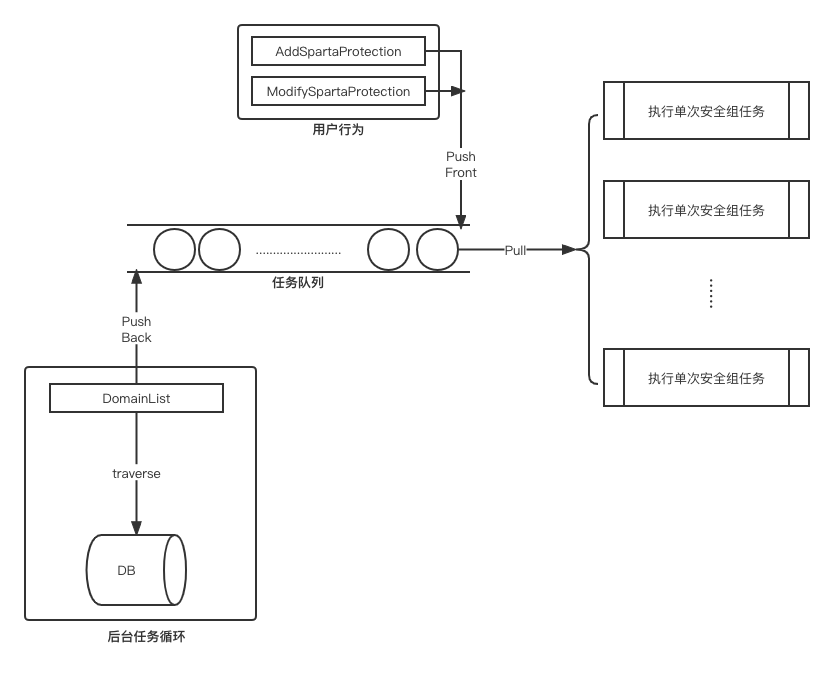 AddSpartaProtection
ModifySpartaProtection
用户行为
Push
Front
执行单次安全组任务
执行单次安全组任务
........................
Pull
任务队列
Push
Back
执行单次安全组任务
DomainList
traverse
DB
后台任务循环